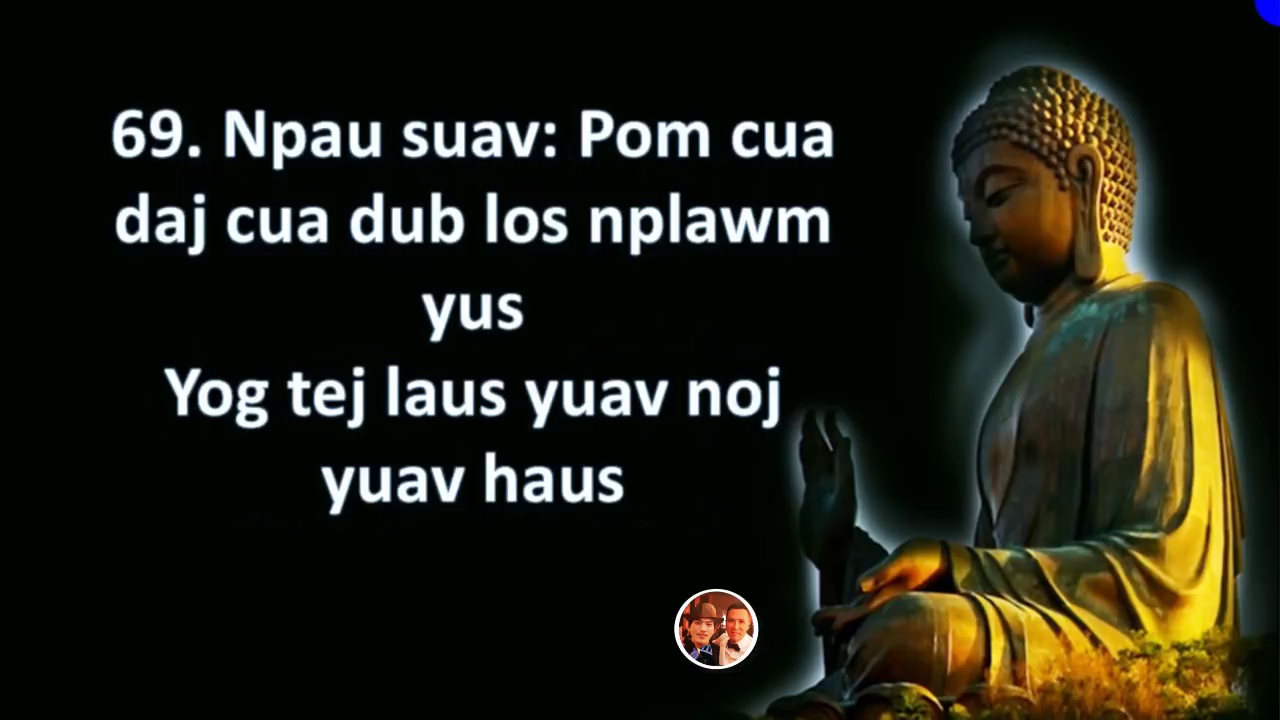 69. Npau suav: Pom cua
daj cua dub los nplawm
yus
Yog tej laus yuav noj
yuav haus